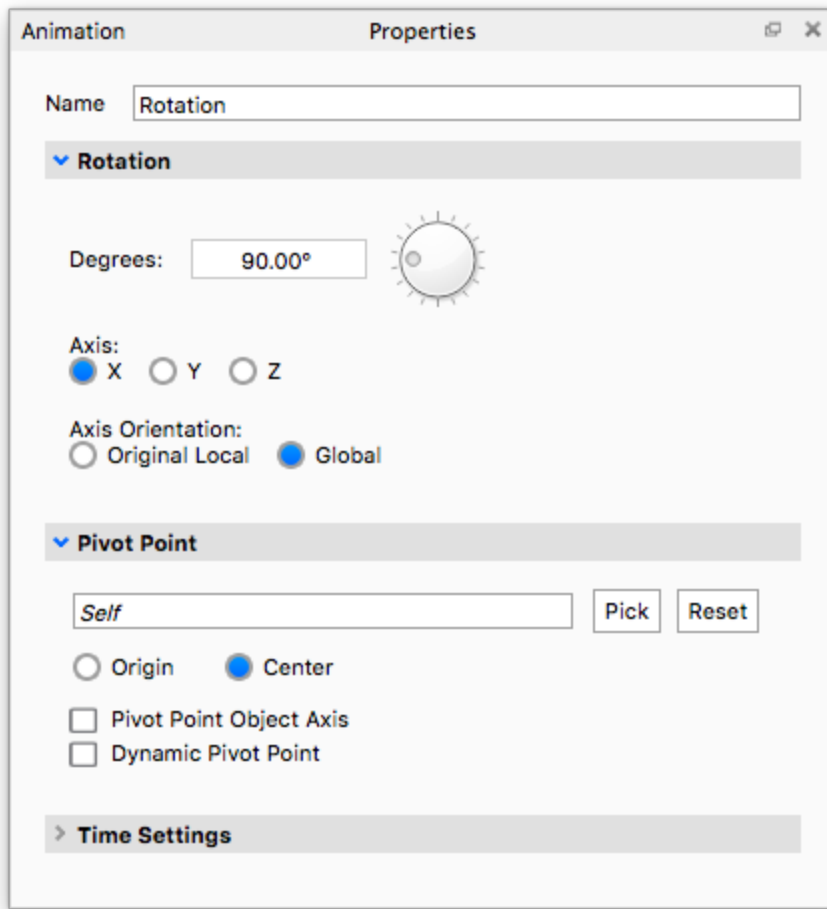 Animation Properties
Name Rotation
Rotation
Degrees: 90.00°
Axis:
X Y Z
Axis Orientation:
Original Local Global
Pivot Point
Self Pick Reset
Origin Center
Pivot Point Object Axis
Dynamic Pivot Point
Time Settings